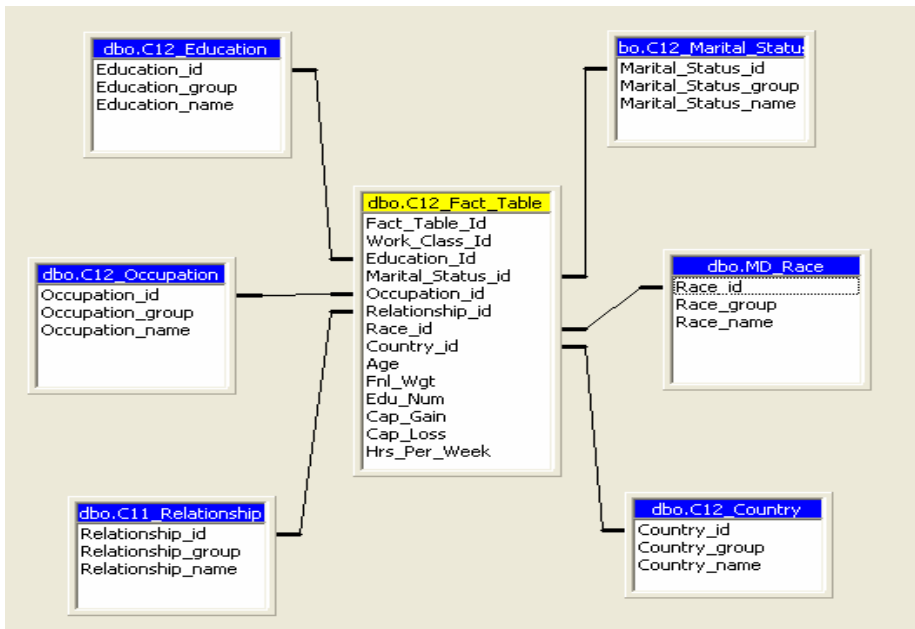 dbo.C12_Education
Education_id
Education_group
Education_name
bo.C12_Marital_Statu
Marital_Status_id
Marital_Status_group
Marital_Status_name
dbo.C12_Fact_Table
Fact_Table_Id
Work_Class_Id
Education_Id
Marital_Status_id
Occupation_id
Relationship_id
Race_id
Country_id
Age
Fnl_Wgt
Edu_Num
Cap_Gain
Cap_Loss
Hrs_Per_Week
dbo.C12_Occupation
Occupation_id
Occupation_group
Occupation_name
dbo.MD_Race
Race_id
Race_group
Race_name
dbo.C11_Relationship
Relationship_id
Relationship_group
Relationship_name
dbo.C12_Country
Country_id
Country_group
Country_name